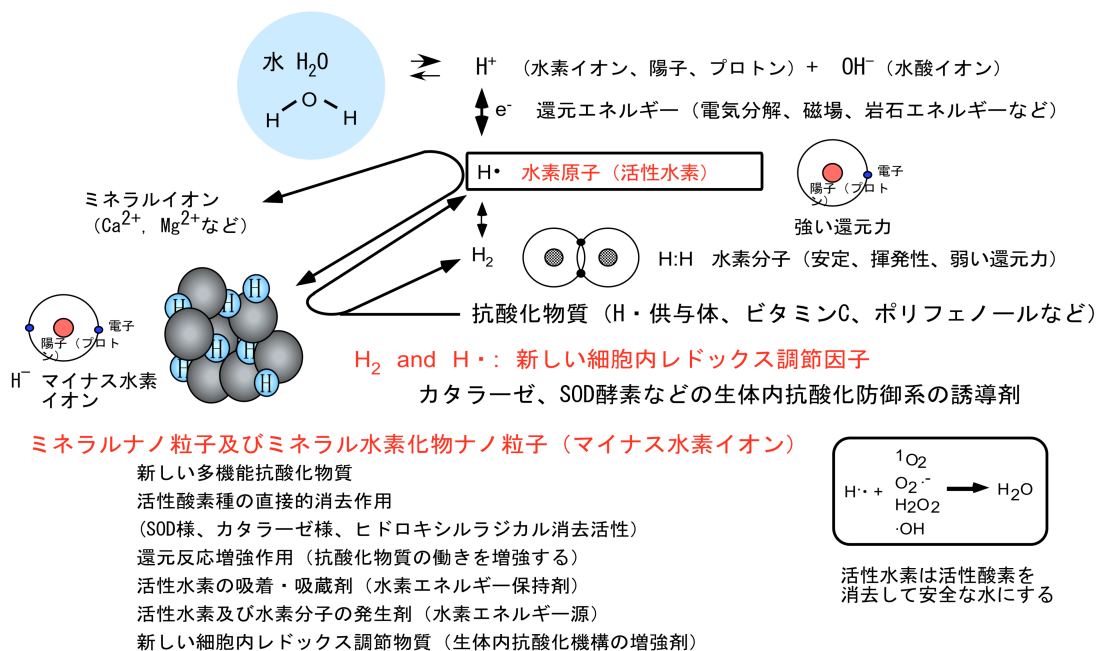 水 H₂O
H O H
H⁺ (水素イオン、陽子、プロトン) + OH⁻ (水酸イオン)
e⁻ 還元エネルギー (電気分解、磁場、岩石エネルギーなど)
H・ 水素原子 (活性水素)
電子
陽子 (プロトン)
強い還元力
ミネラルイオン
(Ca²⁺, Mg²⁺など)
H₂
H:H 水素分子 (安定、揮発性、弱い還元力)
H H H H H H H
抗酸化物質 (H・供与体、ビタミンC、ポリフェノールなど)
電子
陽子 (プロトン)
H⁻ マイナス水素
イオン
H₂ and H・: 新しい細胞内レドックス調節因子
カタラーゼ、SOD酵素などの生体内抗酸化防御系の誘導剤
ミネラルナノ粒子及びミネラル水素化物ナノ粒子 (マイナス水素イオン)
新しい多機能抗酸化物質
活性酸素種の直接的消去作用
(SOD様、カタラーゼ様、ヒドロキシルラジカル消去活性)
還元反応増強作用 (抗酸化物質の働きを増強する)
活性水素の吸着・吸蔵剤 (水素エネルギー保持剤)
活性水素及び水素分子の発生剤 (水素エネルギー源)
新しい細胞内レドックス調節物質 (生体内抗酸化機構の増強剤)
¹O₂
O₂·⁻
H·・ +
H₂O
H₂O₂
·OH
活性水素は活性酸素を
消去して安全な水にする